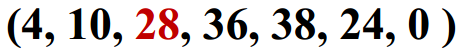 (4, 10, 28, 36, 38, 24, 0 )